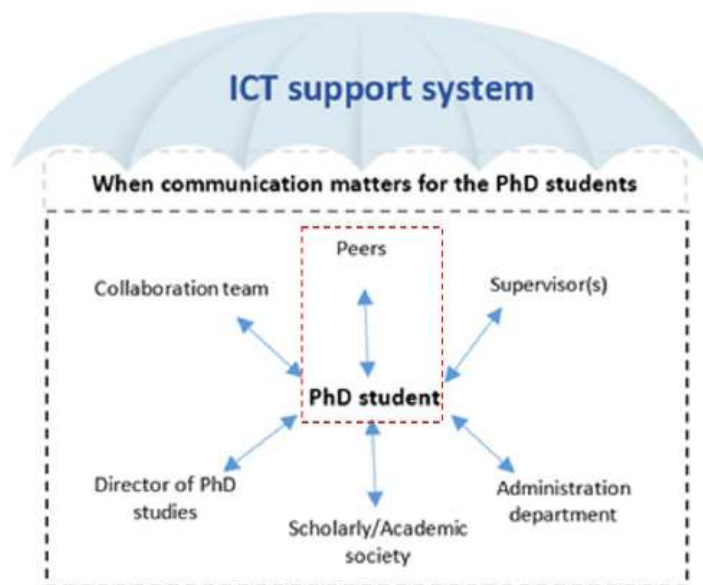 ICT support system
When communication matters for the PhD students
Peers
Collaboration team
Supervisor(s)
PhD student
Director of PhD
studies
Scholarly/Academic
society
Administration
department